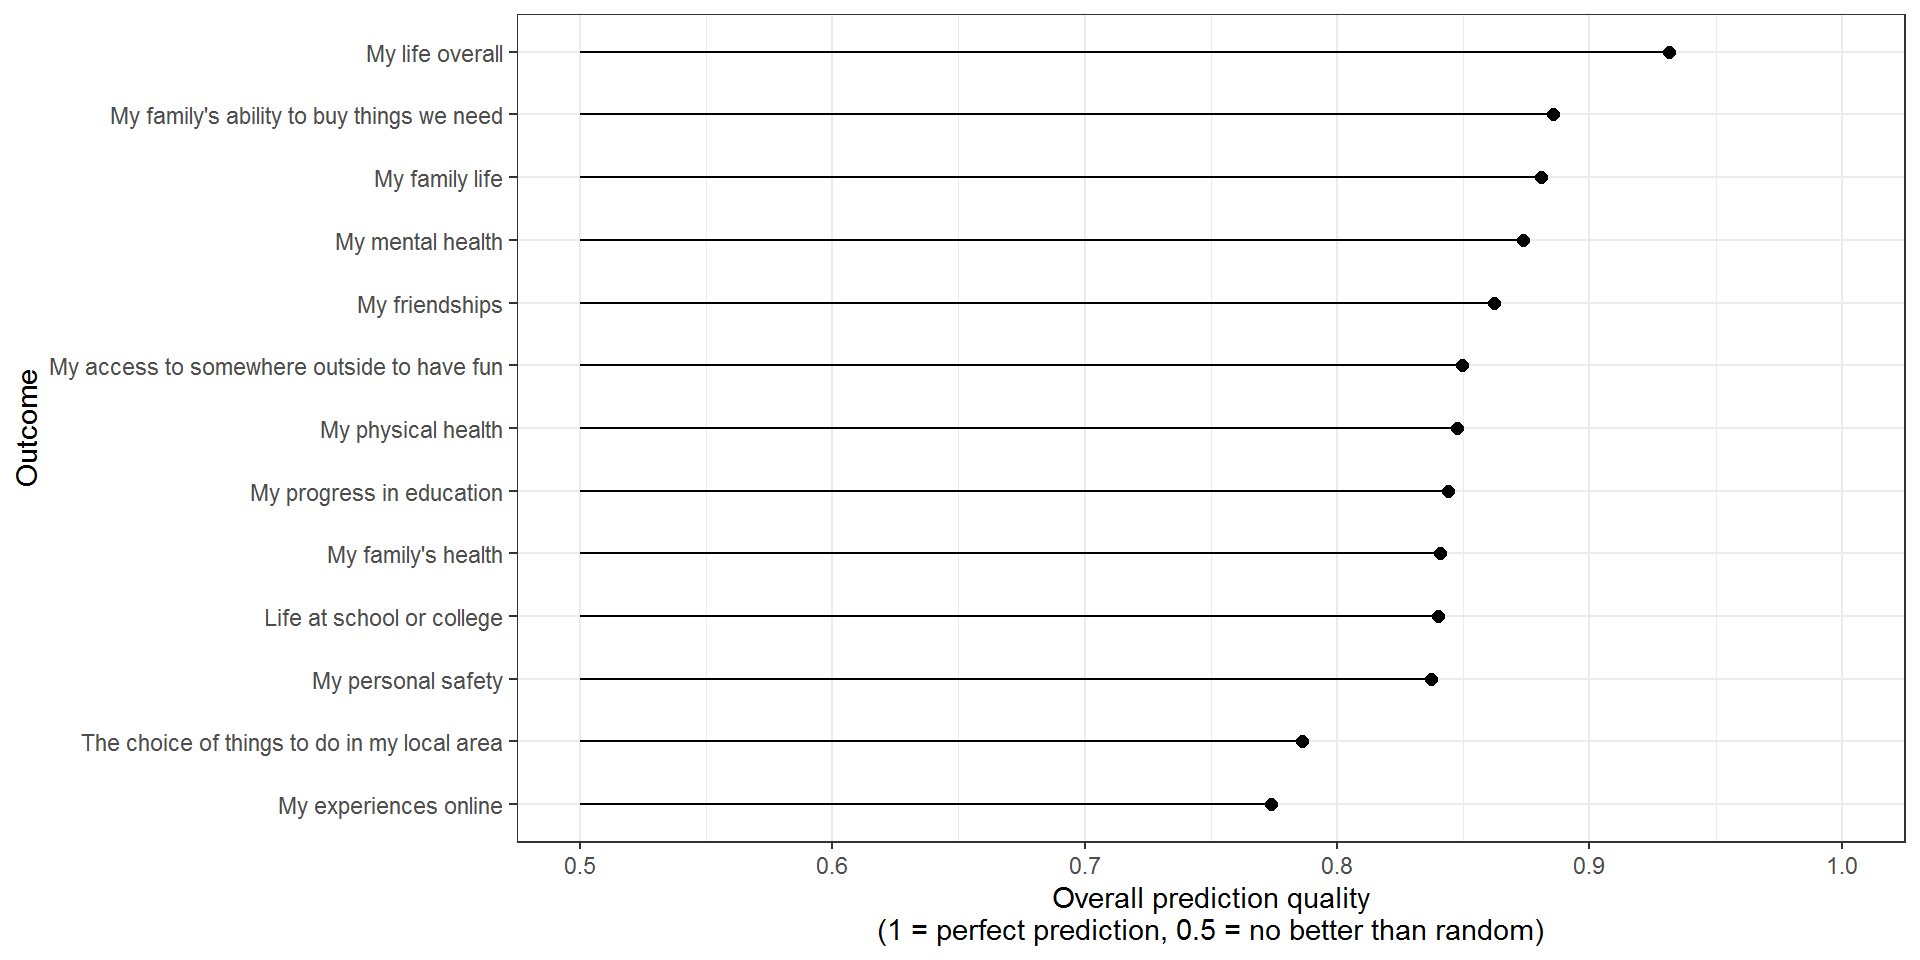 My life overall
My family's ability to buy things we need
My family life
My mental health
My friendships
My access to somewhere outside to have fun
My physical health
My progress in education
My family's health
Life at school or college
My personal safety
The choice of things to do in my local area
My experiences online
Outcome
0.5 0.6 0.7 0.8 0.9 1.0
Overall prediction quality
(1 = perfect prediction, 0.5 = no better than random)